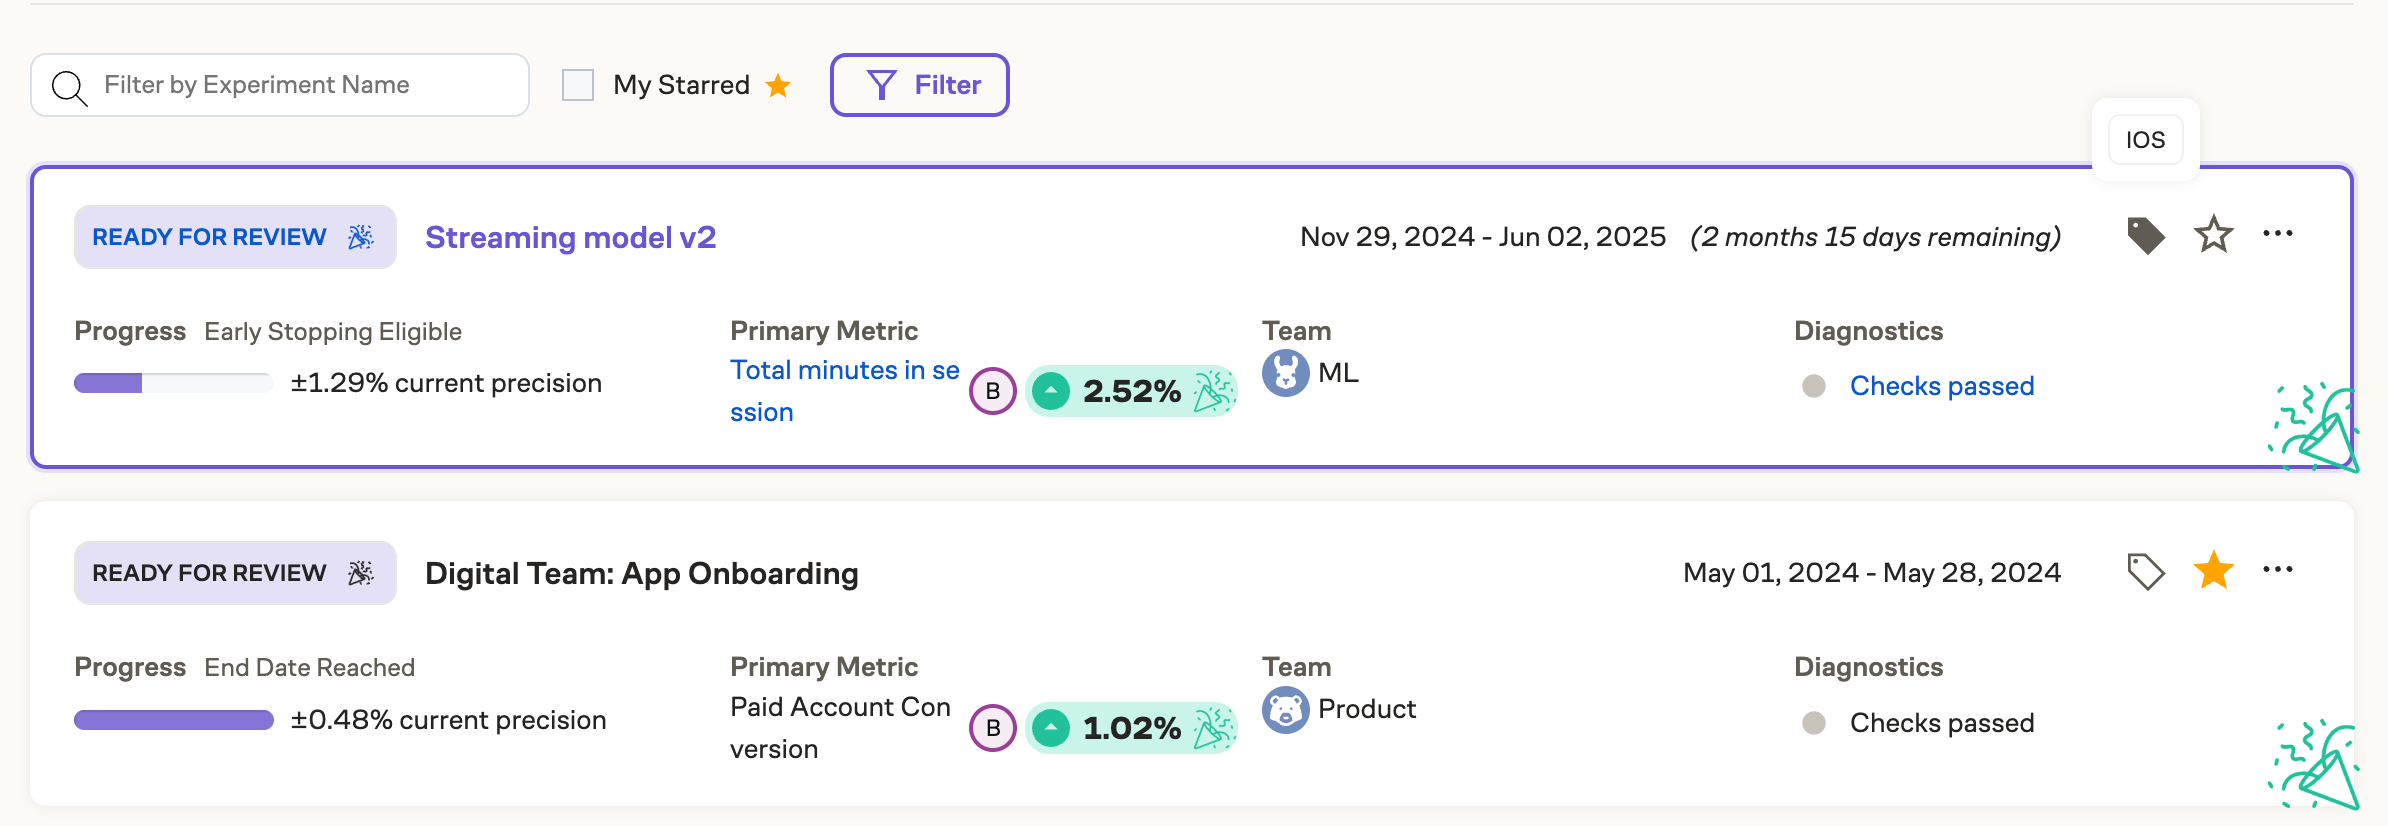 Filter by Experiment Name
My Starred
Filter
IOS
READY FOR REVIEW
Streaming model v2
Nov 29, 2024 - Jun 02, 2025 (2 months 15 days remaining)
Progress Early Stopping Eligible
±1.29% current precision
Primary Metric
Total minutes in se
ssion
B
2.52%
Team
ML
Diagnostics
Checks passed
READY FOR REVIEW
Digital Team: App Onboarding
May 01, 2024 - May 28, 2024
Progress End Date Reached
±0.48% current precision
Primary Metric
Paid Account Con
version
B
1.02%
Team
Product
Diagnostics
Checks passed